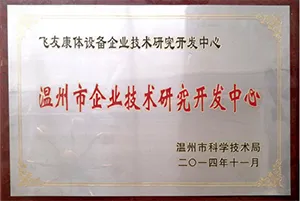 飞友康体设备企业技术研究开发中心
温州市企业技术研究开发中心
温州市科学技术局
二〇一四年十一月